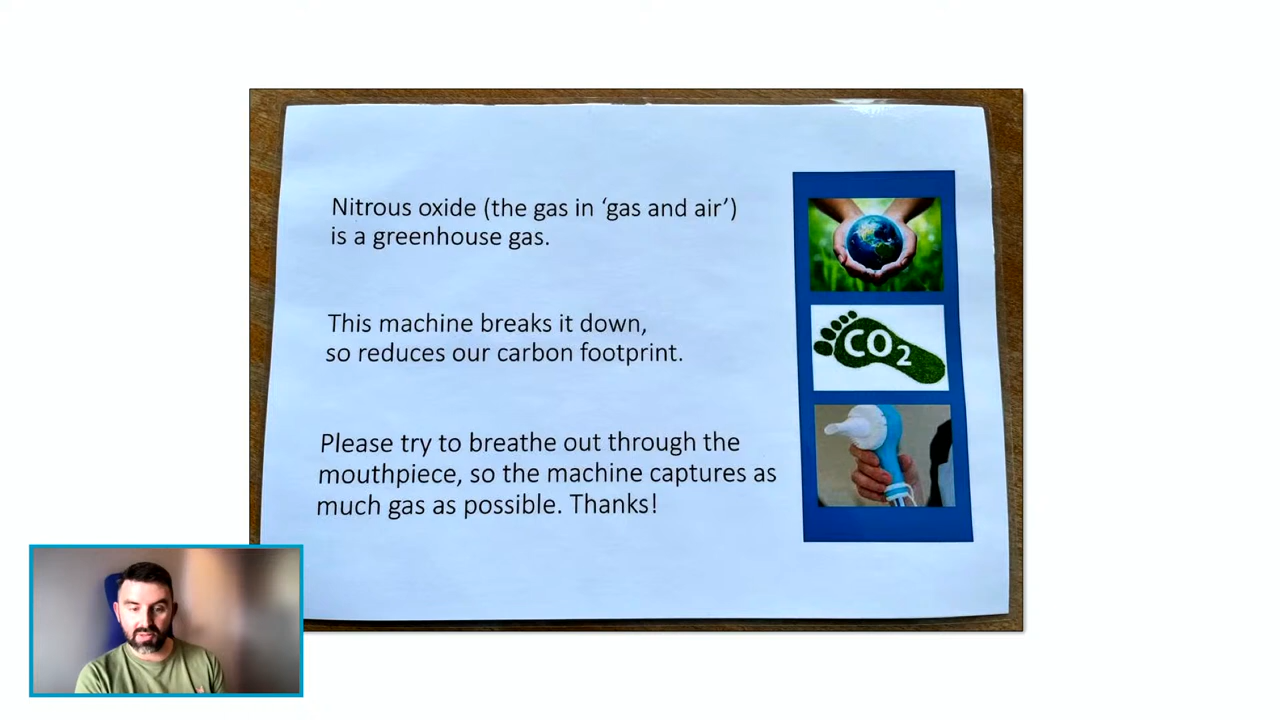 Nitrous oxide (the gas in ‘gas and air’)
is a greenhouse gas.
This machine breaks it down,
so reduces our carbon footprint.
Please try to breathe out through the
mouthpiece, so the machine captures as
much gas as possible. Thanks!
CO2